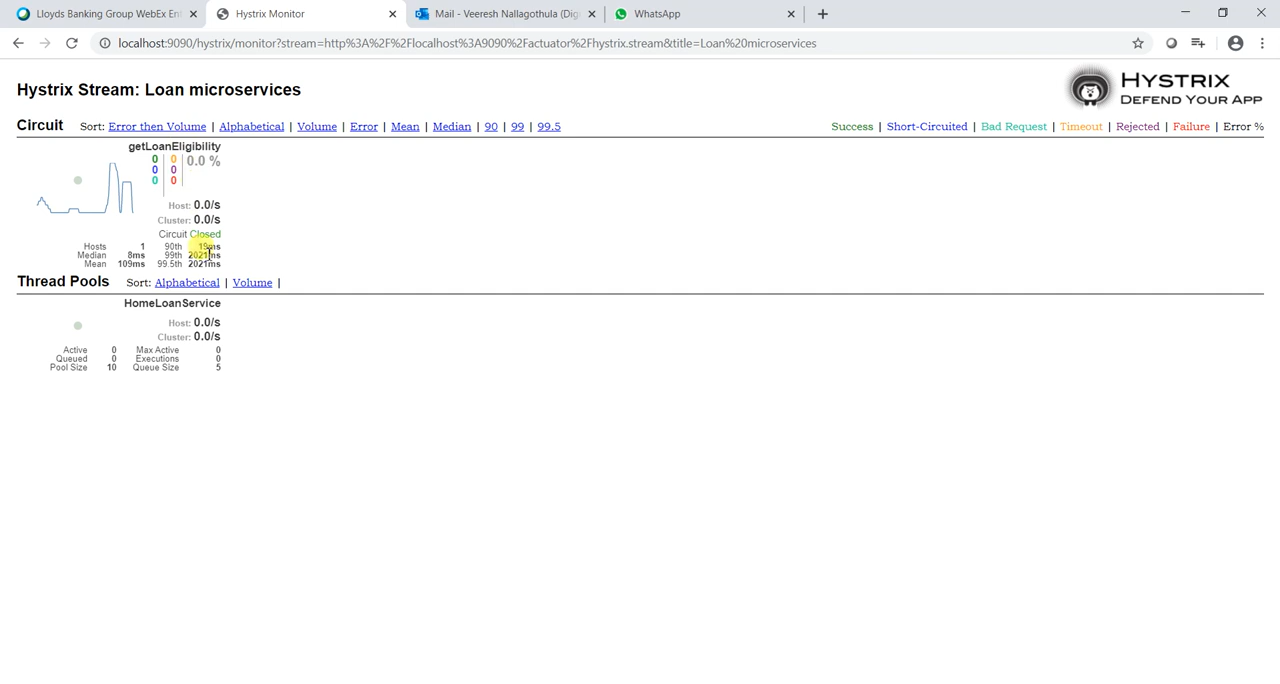 Lloyds Banking Group WebEx Ent
Hystrix Monitor
Mail - Veeresh Nallagothula (Digi
WhatsApp
localhost:9090/hystrix/monitor?stream=http%3A%2F%2Flocalhost%3A9090%2Factuator%2Fhystrix.stream&title=Loan%20microservices
Hystrix Stream: Loan microservices
HYSTRIX
DEFEND YOUR APP
Circuit Sort: Error then Volume | Alphabetical | Volume | Error | Mean | Median | 90 | 99 | 99.5
Success | Short-Circuited | Bad Request | Timeout | Rejected | Failure | Error %
getLoanEligibility
0 0 0.0 %
0 0
0 0
Host: 0.0/s
Cluster: 0.0/s
Circuit Closed
Hosts 1 90th 19ms
Median 8ms 99th 2021ms
Mean 109ms 99.5th 2021ms
Thread Pools Sort: Alphabetical | Volume |
HomeLoanService
Host: 0.0/s
Cluster: 0.0/s
Active 0 Max Active 0
Queued 0 Executions 0
Pool Size 10 Queue Size 5